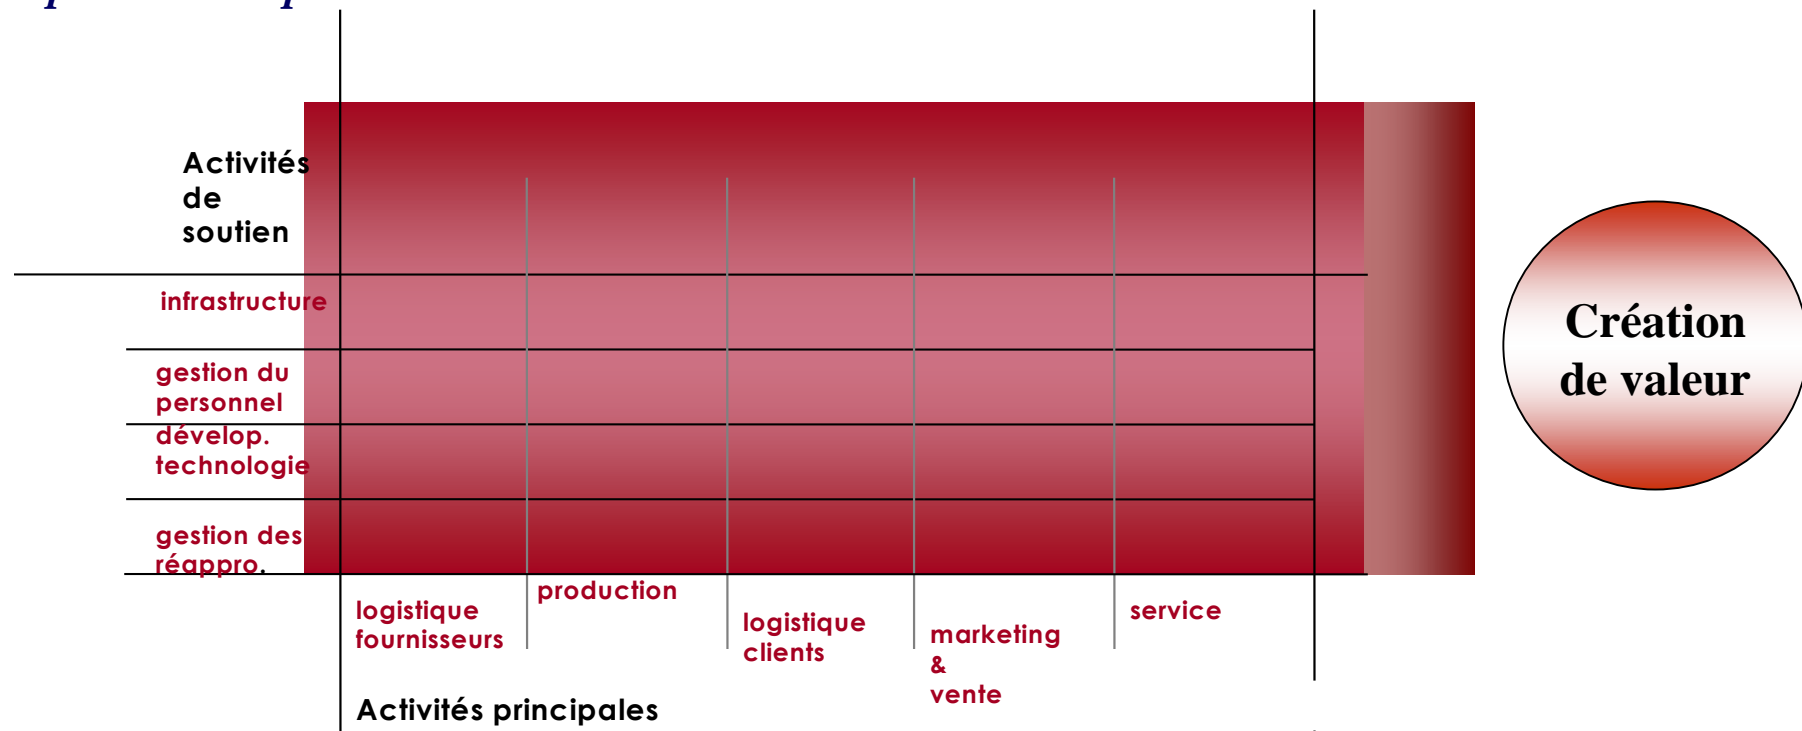 Activités
de
soutien
infrastructure
gestion du
personnel
dévelop.
technologie
gestion des
réappro.
Création
de valeur
logistique
fournisseurs
production
logistique
clients
marketing
&
vente
service
Activités principales